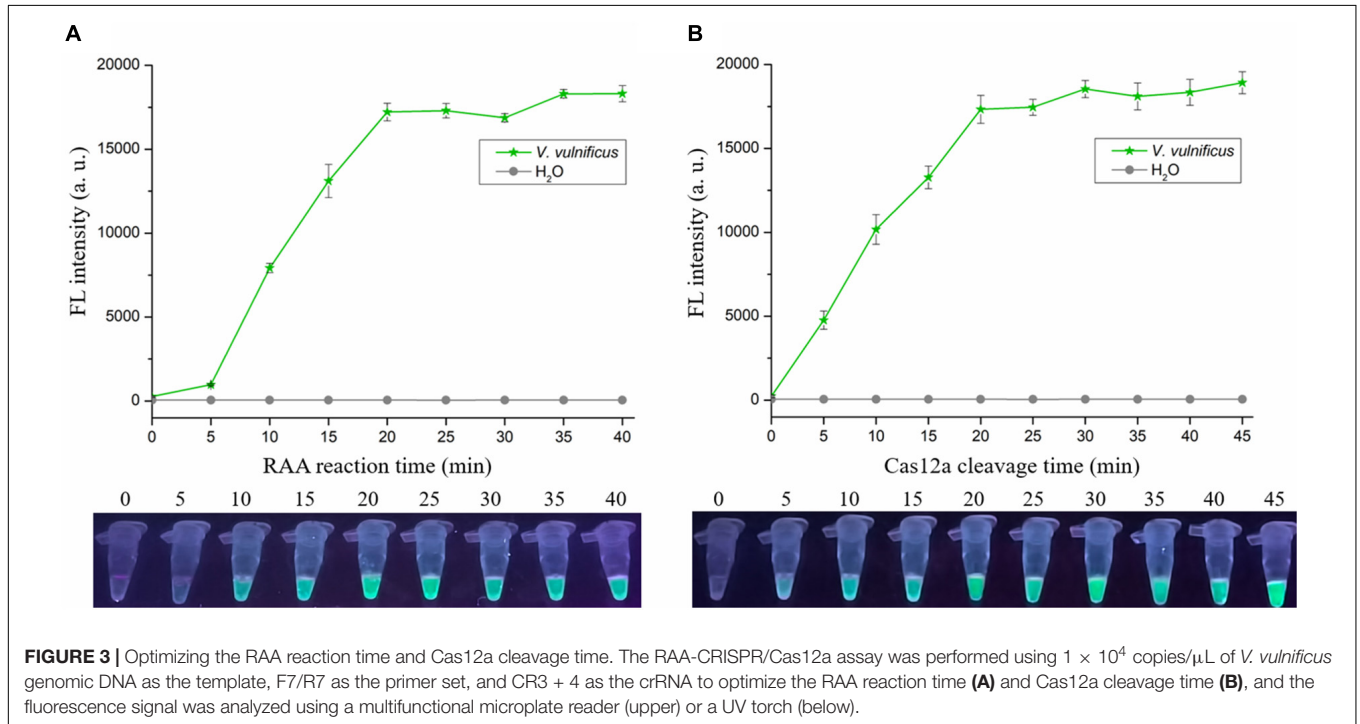 A
20000
15000
10000
5000
0
FL intensity (a. u.)
V. vulnificus
H₂O
0 5 10 15 20 25 30 35 40
RAA reaction time (min)
0 5 10 15 20 25 30 35 40
B
20000
15000
10000
5000
0
FL intensity (a. u.)
V. vulnificus
H₂O
0 5 10 15 20 25 30 35 40 45
Cas12a cleavage time (min)
0 5 10 15 20 25 30 35 40 45
FIGURE 3 | Optimizing the RAA reaction time and Cas12a cleavage time. The RAA-CRISPR/Cas12a assay was performed using 1 × 10⁴ copies/μL of V. vulnificus
genomic DNA as the template, F7/R7 as the primer set, and CR3 + 4 as the crRNA to optimize the RAA reaction time (A) and Cas12a cleavage time (B), and the
fluorescence signal was analyzed using a multifunctional microplate reader (upper) or a UV torch (below).